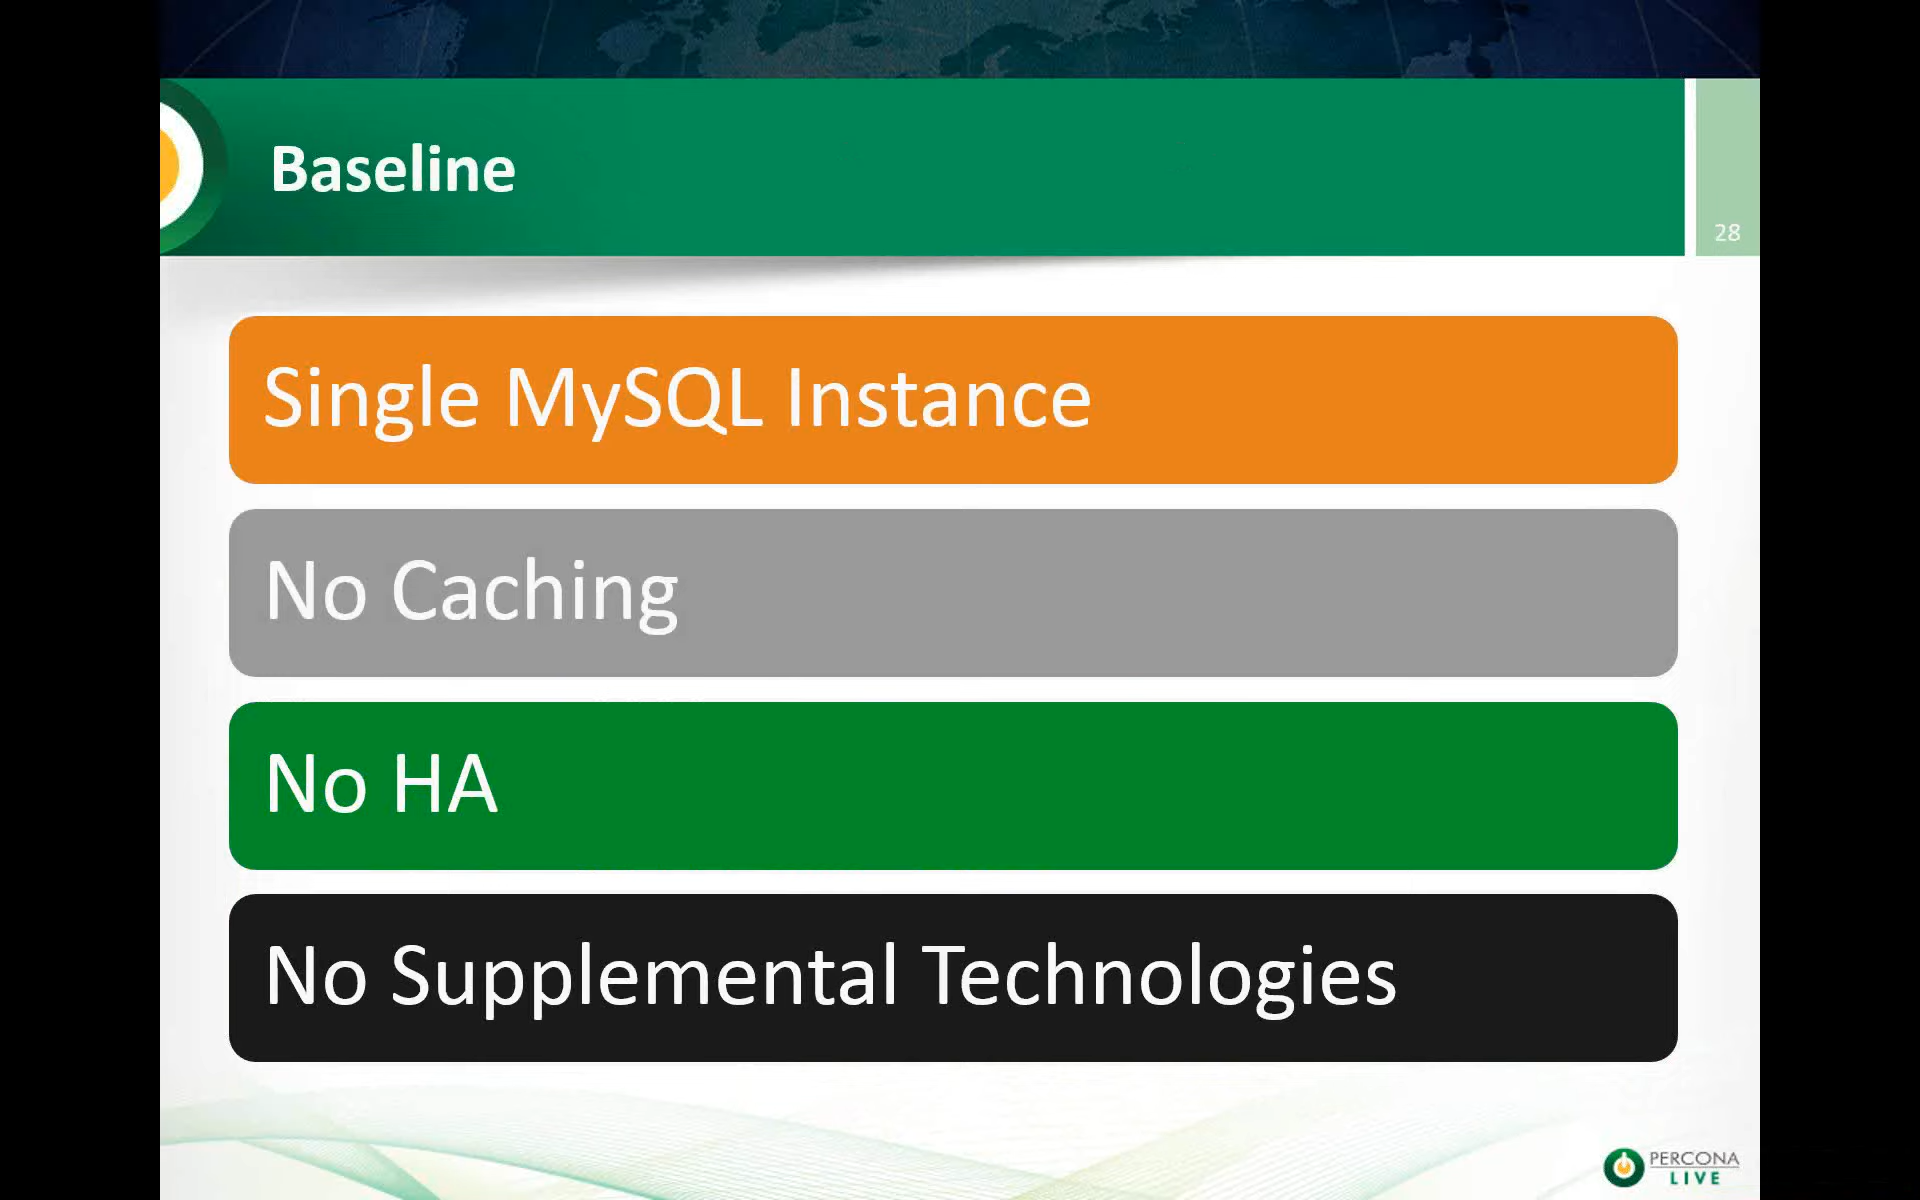 Baseline
28
Single MySQL Instance
No Caching
No HA
No Supplemental Technologies
PERCONA
LIVE